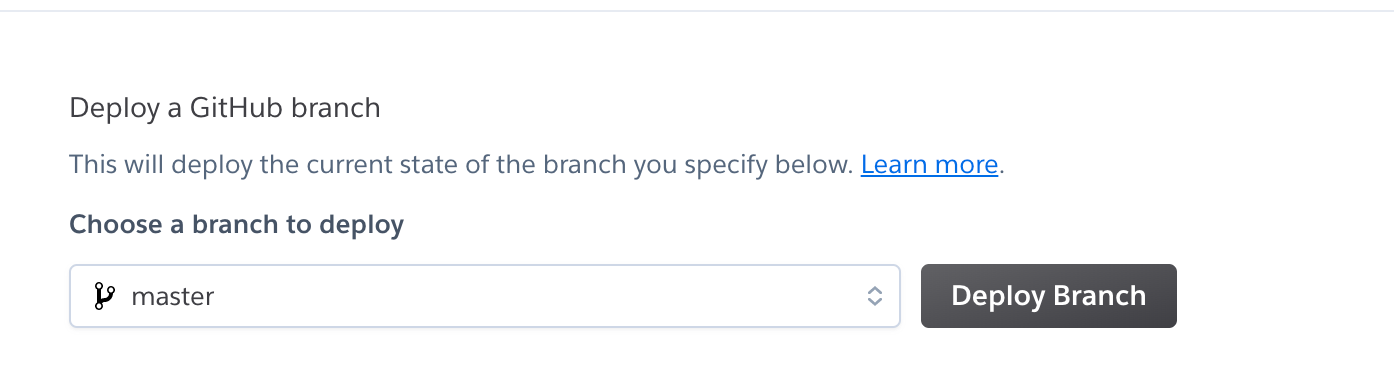 Deploy a GitHub branch
This will deploy the current state of the branch you specify below. Learn more.
Choose a branch to deploy
master
Deploy Branch